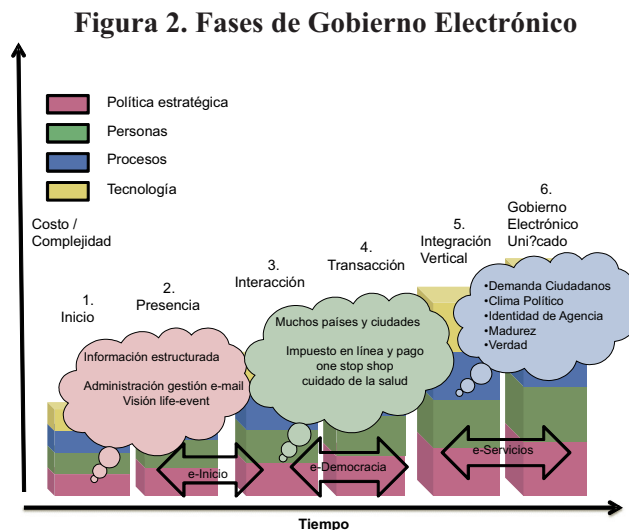 Figura 2. Fases de Gobierno Electrónico
Política estratégica
Personas
Procesos
Tecnología
Costo /
Complejidad
1.
Inicio
2.
Presencia
3.
Interacción
4.
Transacción
5.
Integración
Vertical
6.
Gobierno
Electrónico
Uni?cado
Información estructurada
Administración gestión e-mail
Visión life-event
Muchos países y ciudades
Impuesto en línea y pago
one stop shop
cuidado de la salud
•Demanda Ciudadanos
•Clima Político
•Identidad de Agencia
•Madurez
•Verdad
e-Inicio
e-Democracia
e-Servicios
Tiempo